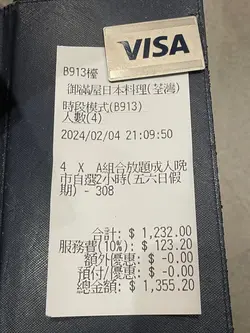 VISA
B913檯
御滿屋日本料理(荃灣)
時段模式(B913)
人數(4)
2024/02/04 21:09:50
4 X A組合放題成人晚
市自選2小時(五六日假
期) - 308
合計: $ 1,232.00
服務費(10%): $ 123.20
額外優惠: $ -0.00
預付/優惠: $ -0.00
總金額: $ 1,355.20